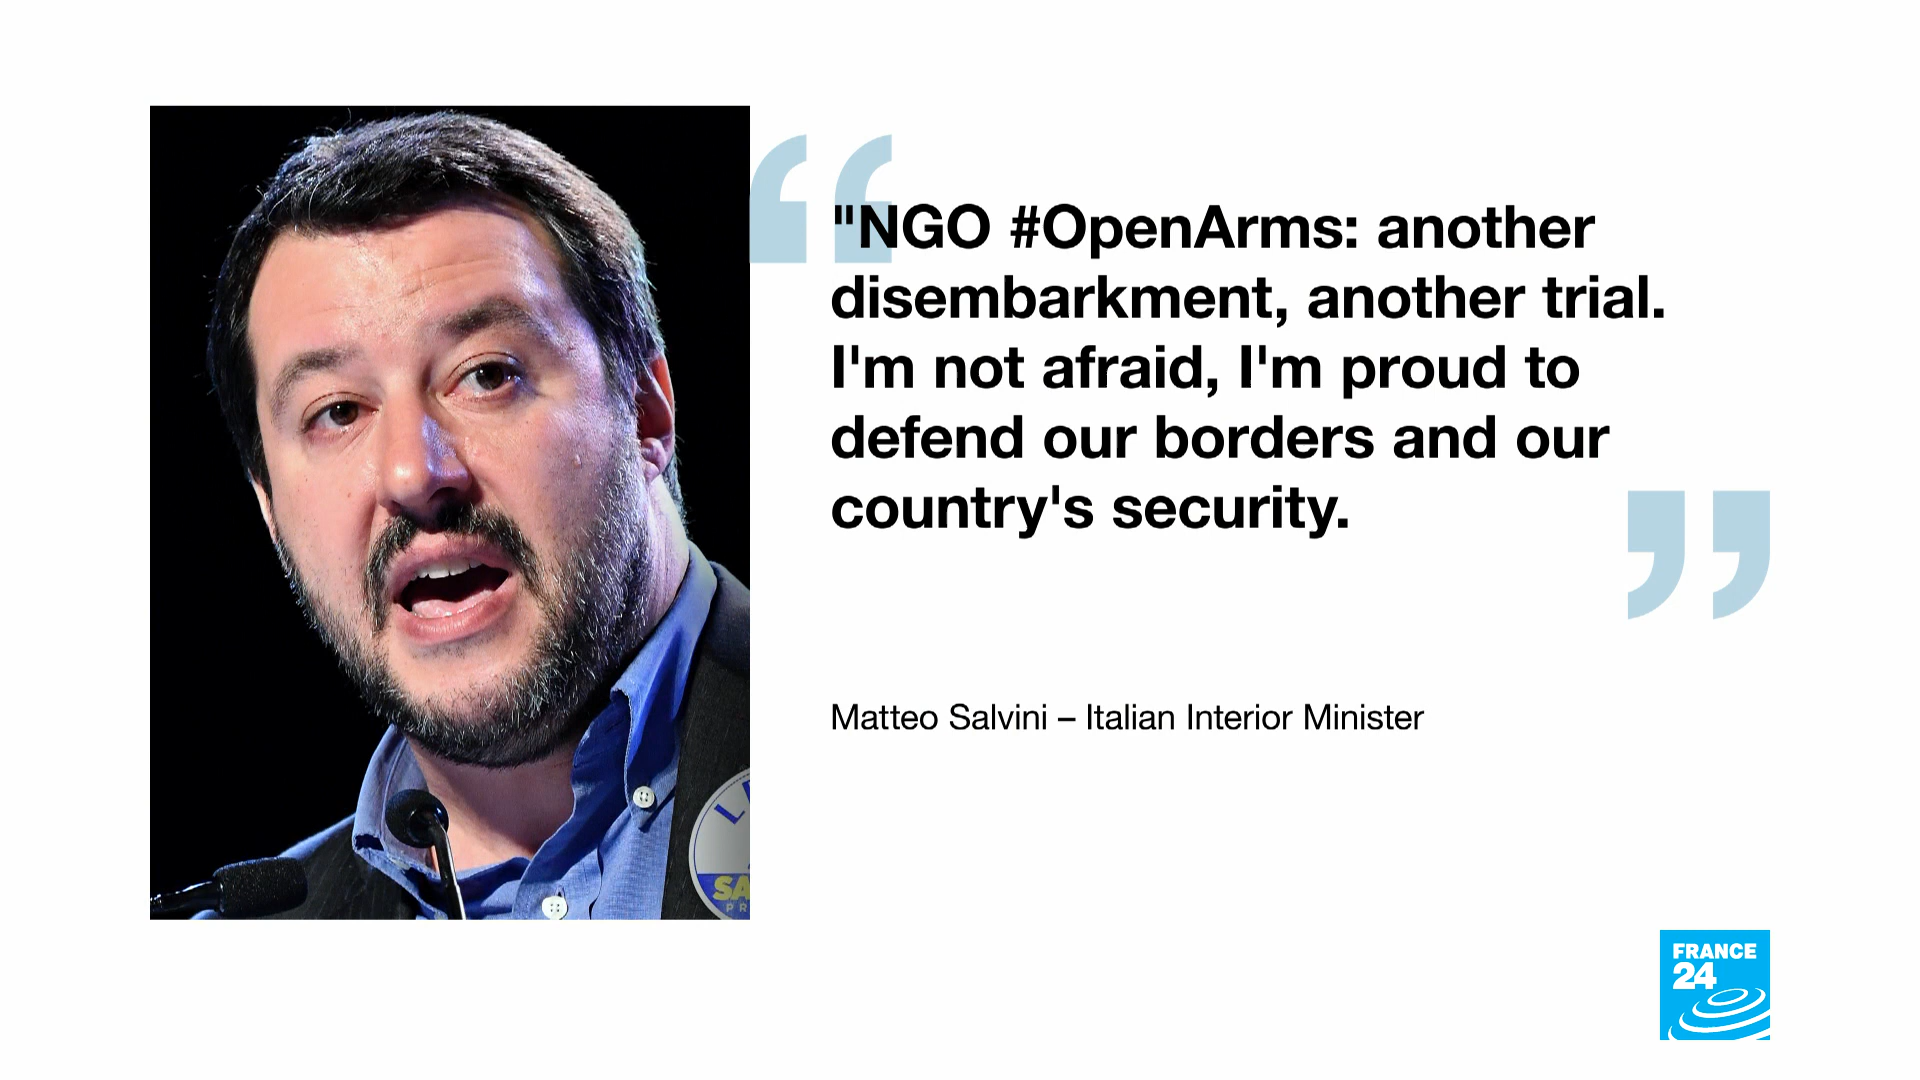 "NGO #OpenArms: another
disembarkment, another trial.
I'm not afraid, I'm proud to
defend our borders and our
country's security.
Matteo Salvini – Italian Interior Minister
FRANCE
24